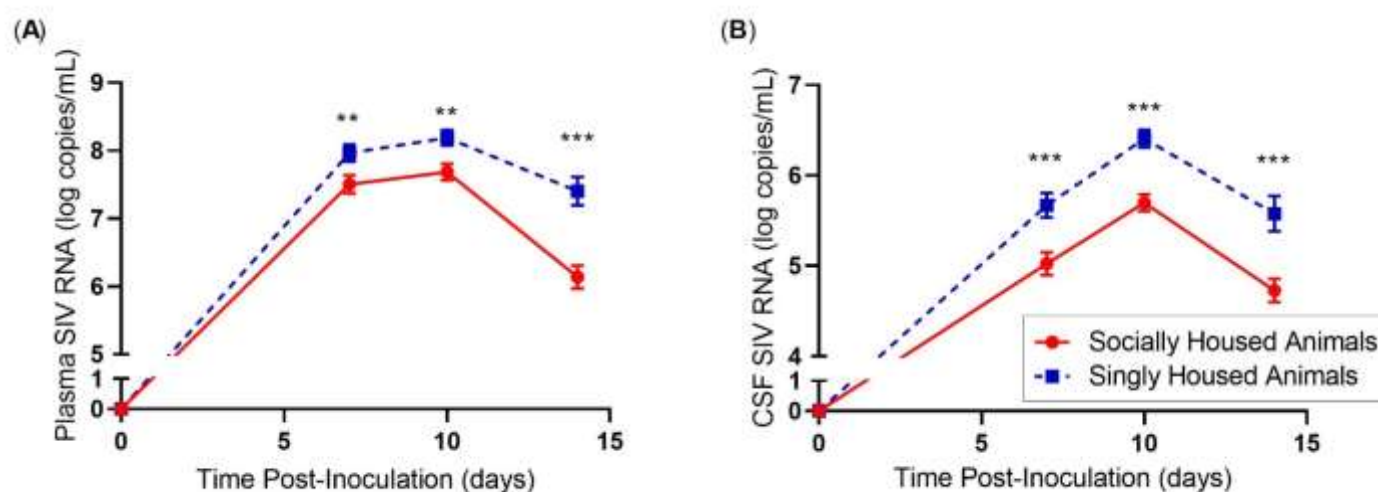 (A)
Plasma SIV RNA (log copies/mL)
9
8
7
6
5
1
0
** ** ***
0 5 10 15
Time Post-Inoculation (days)
(B)
CSF SIV RNA (log copies/mL)
7
6
5
4
1
0
*** *** ***
Socially Housed Animals
Singly Housed Animals
0 5 10 15
Time Post-Inoculation (days)